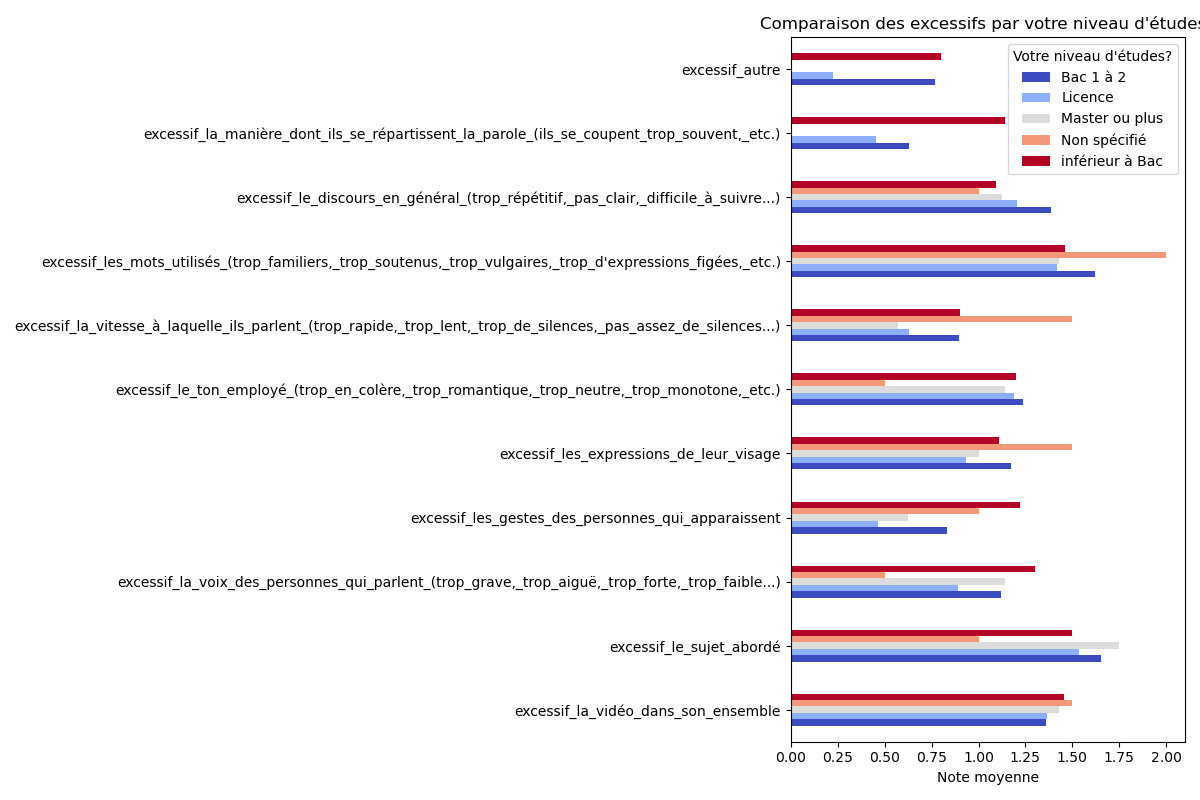 Comparaison des excessifs par votre niveau d'études
Votre niveau d'études?
Bac 1 à 2
Licence
Master ou plus
Non spécifié
inférieur à Bac
excessif_autre
excessif_la_manière_dont_ils_se_répartissent_la_parole_(ils_se_coupent_trop_souvent,_etc.)
excessif_le_discours_en_général_(trop_répétitif,_pas_clair,_difficile_à_suivre...)
excessif_les_mots_utilisés_(trop_familiers,_trop_soutenus,_trop_vulgaires,_trop_d'expressions_figées,_etc.)
excessif_la_vitesse_à_laquelle_ils_parlent_(trop_rapide,_trop_lent,_trop_de_silences,_pas_assez_de_silences...)
excessif_le_ton_employé_(trop_en_colère,_trop_romantique,_trop_neutre,_trop_monotone,_etc.)
excessif_les_expressions_de_leur_visage
excessif_les_gestes_des_personnes_qui_apparaissent
excessif_la_voix_des_personnes_qui_parlent_(trop_grave,_trop_aiguë,_trop_forte,_trop_faible...)
excessif_le_sujet_abordé
excessif_la_vidéo_dans_son_ensemble
0.00 0.25 0.50 0.75 1.00 1.25 1.50 1.75 2.00
Note moyenne